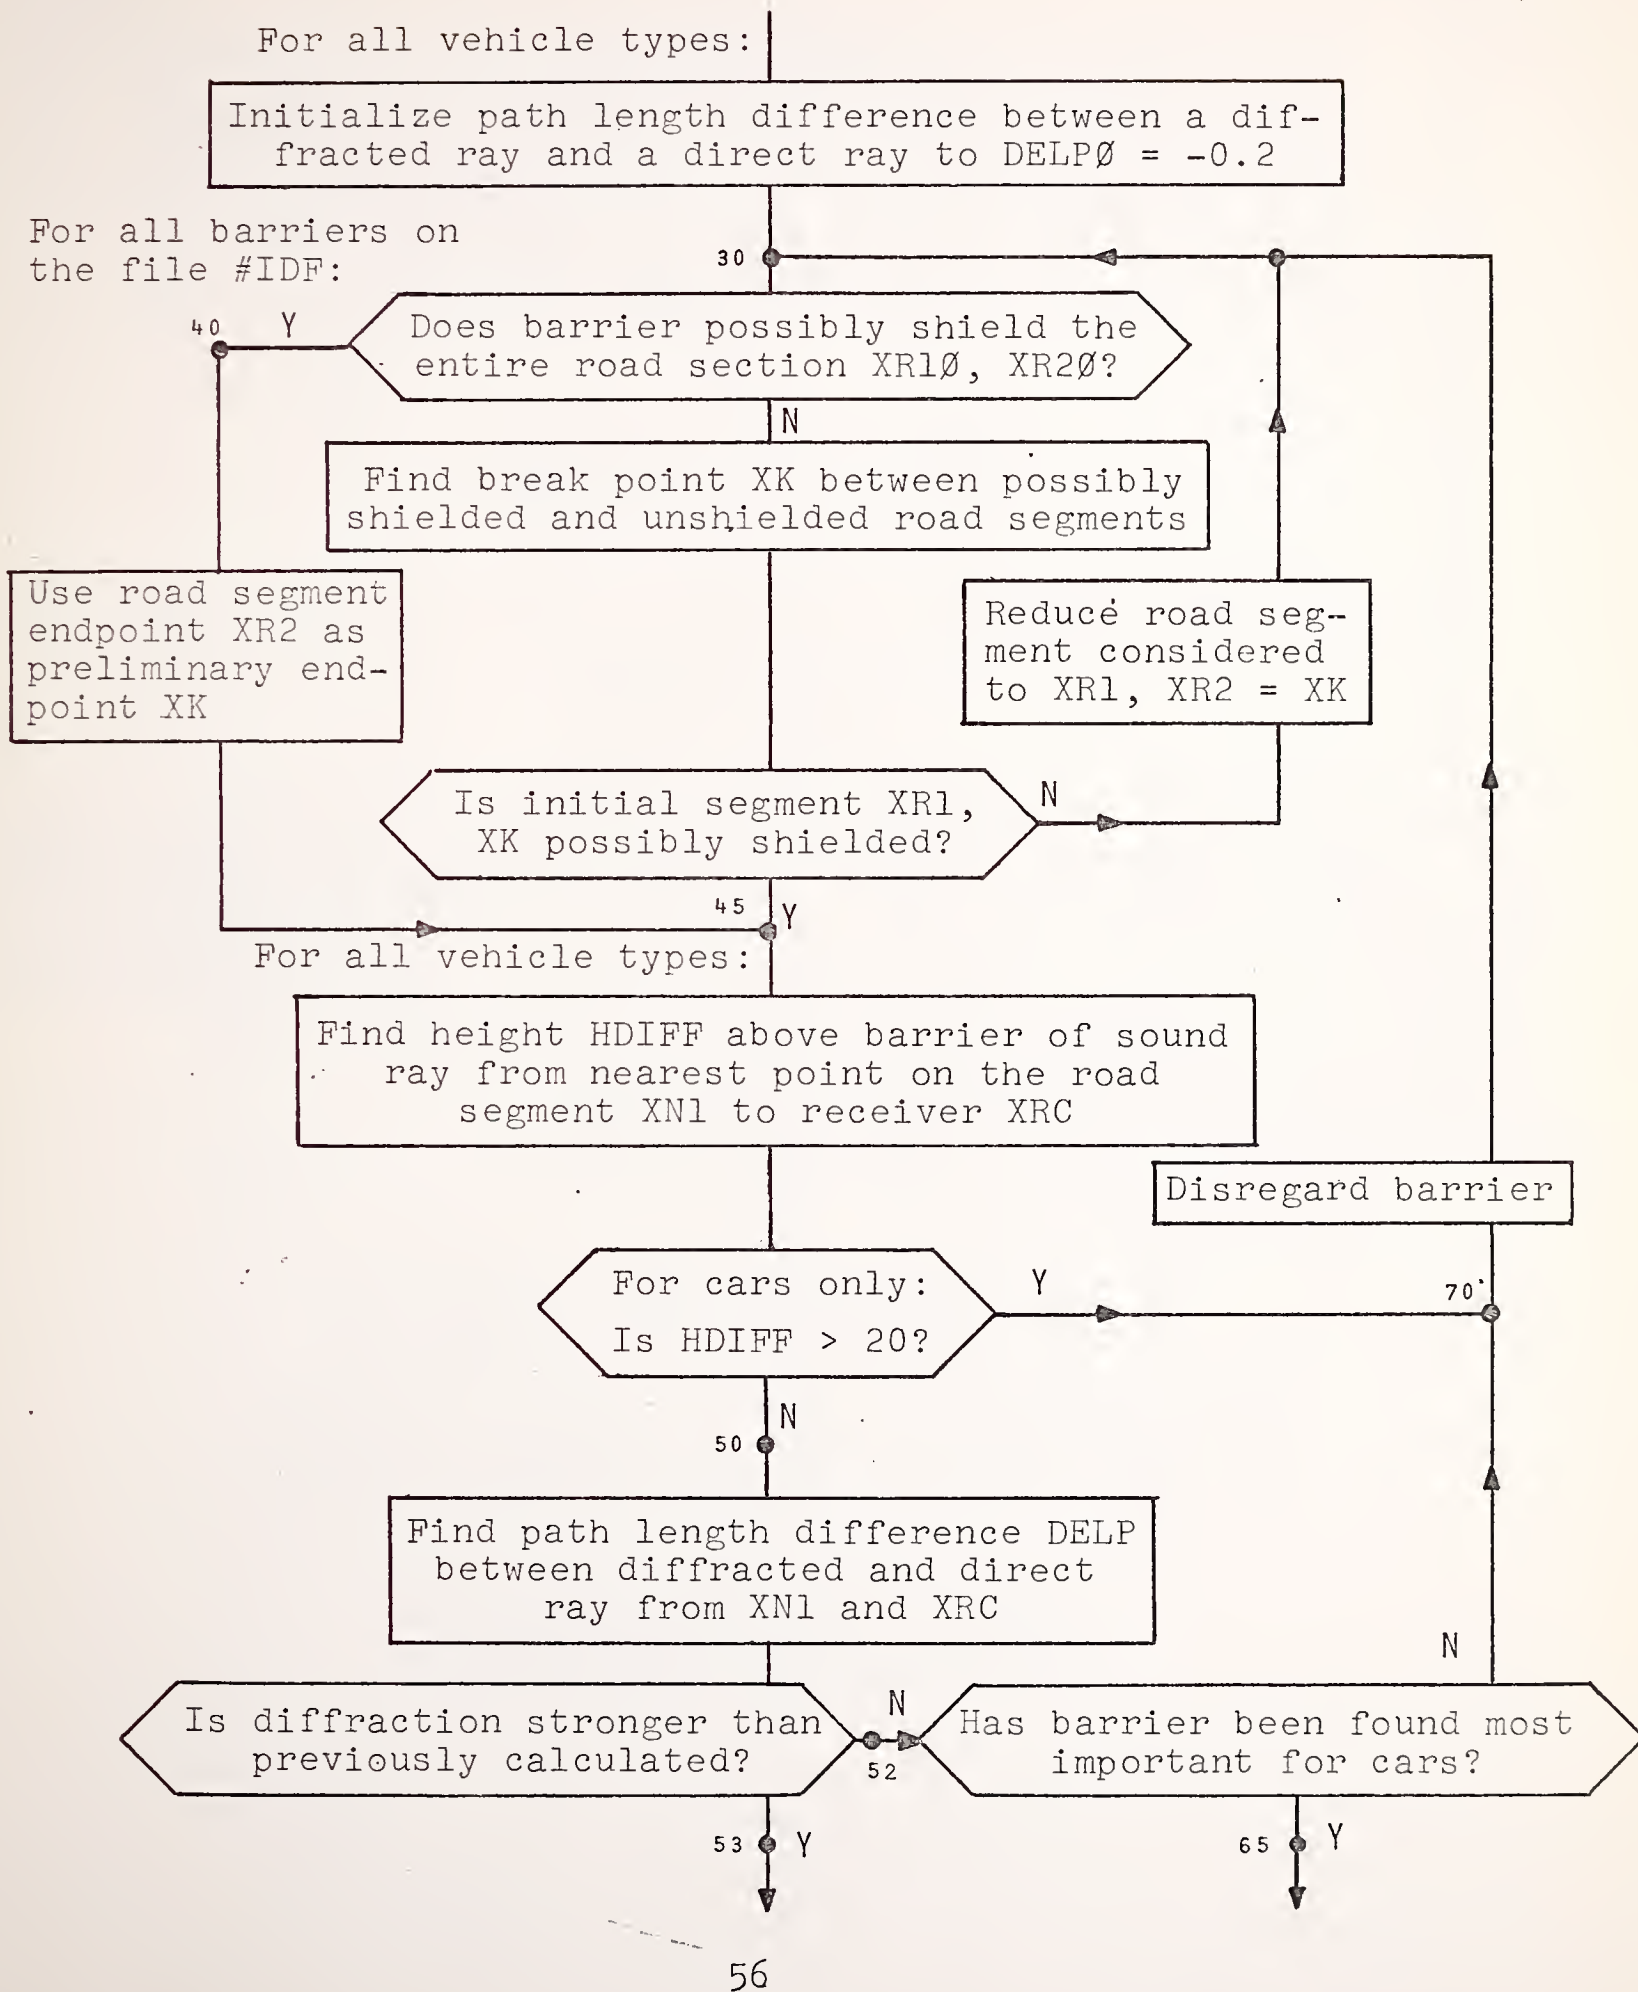 For all vehicle types:
Initialize path length difference between a dif-
fracted ray and a direct ray to DELPØ = -0.2
For all barriers on
the file #IDF:
30
40
Y
Does barrier possibly shield the
entire road section XR1Ø, XR2Ø?
N
Find break point XK between possibly
shielded and unshielded road segments
Use road segment
endpoint XR2 as
preliminary end-
point XK
Reduce road seg-
ment considered
to XR1, XR2 = XK
Is initial segment XR1,
XK possibly shielded?
N
45
Y
For all vehicle types:
Find height HDIFF above barrier of sound
ray from nearest point on the road
segment XN1 to receiver XRC
Disregard barrier
For cars only:
Is HDIFF > 20?
Y
70
N
50
Find path length difference DELP
between diffracted and direct
ray from XN1 and XRC
N
Is diffraction stronger than
previously calculated?
N
52
Has barrier been found most
important for cars?
53
Y
65
Y
56